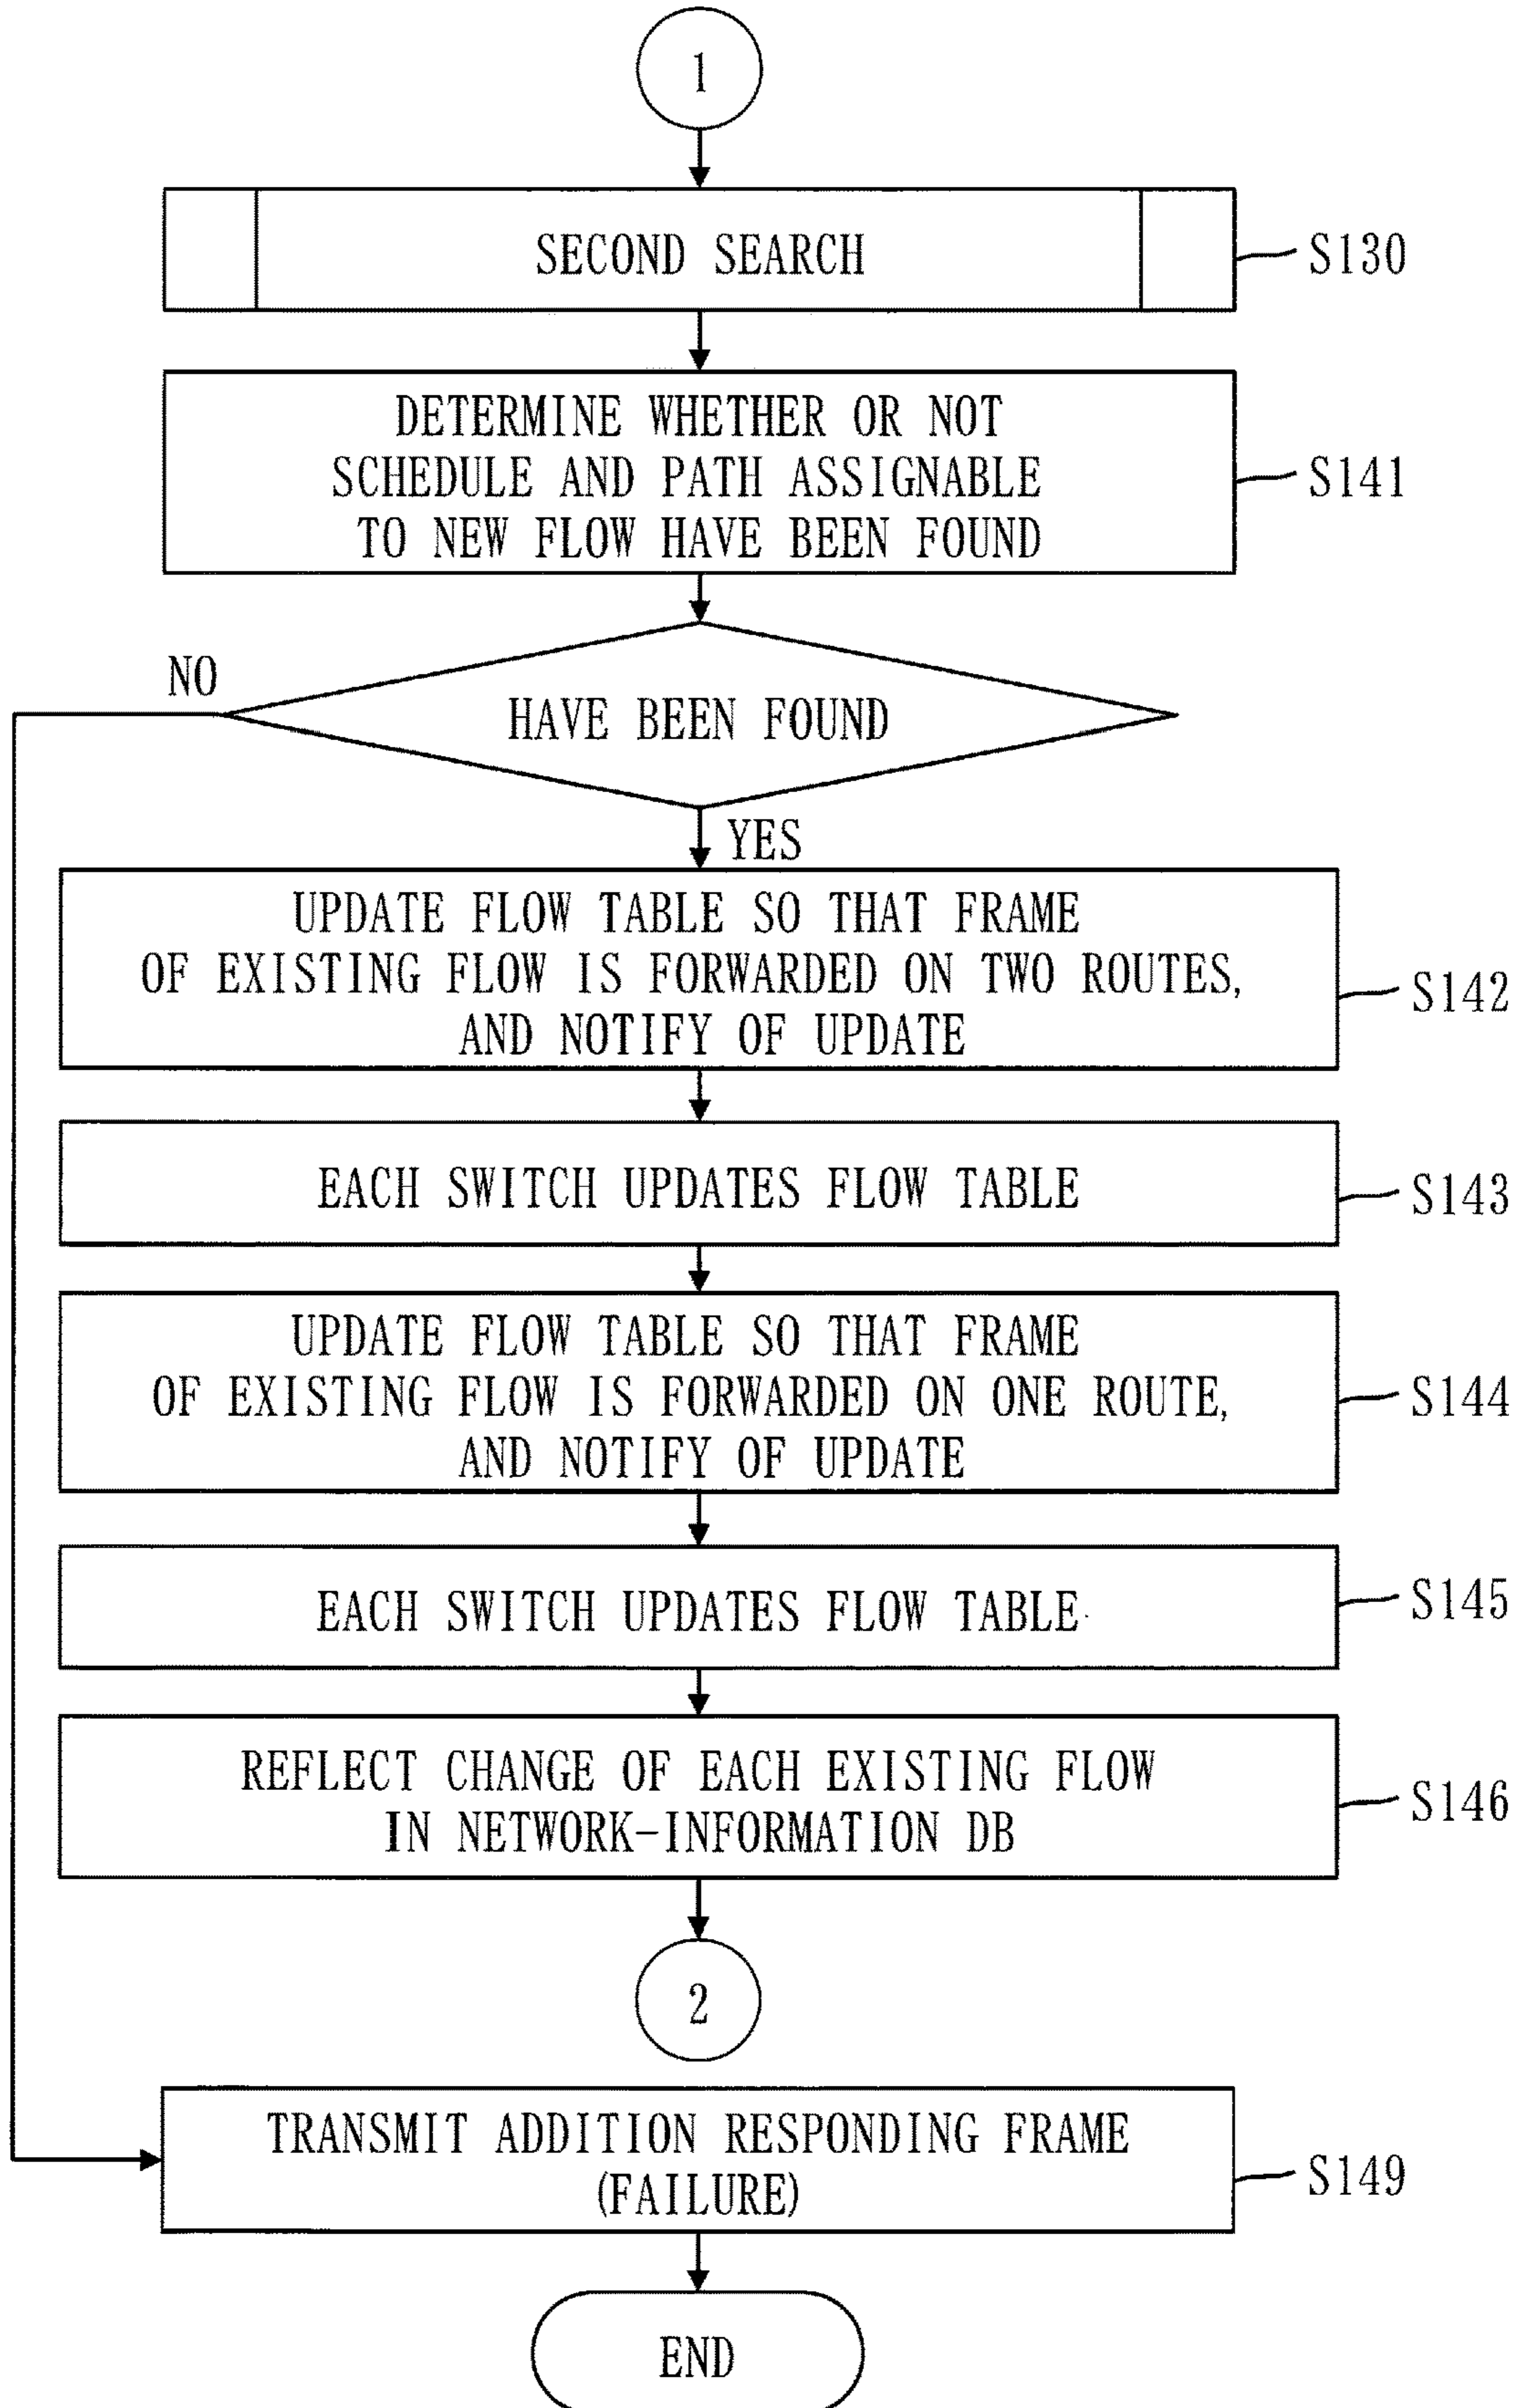 1
SECOND SEARCH
S130
DETERMINE WHETHER OR NOT
SCHEDULE AND PATH ASSIGNABLE
TO NEW FLOW HAVE BEEN FOUND
S141
NO
HAVE BEEN FOUND
YES
UPDATE FLOW TABLE SO THAT FRAME
OF EXISTING FLOW IS FORWARDED ON TWO ROUTES,
AND NOTIFY OF UPDATE
S142
EACH SWITCH UPDATES FLOW TABLE
S143
UPDATE FLOW TABLE SO THAT FRAME
OF EXISTING FLOW IS FORWARDED ON ONE ROUTE,
AND NOTIFY OF UPDATE
S144
EACH SWITCH UPDATES FLOW TABLE
S145
REFLECT CHANGE OF EACH EXISTING FLOW
IN NETWORK-INFORMATION DB
S146
2
TRANSMIT ADDITION RESPONDING FRAME
(FAILURE)
S149
END